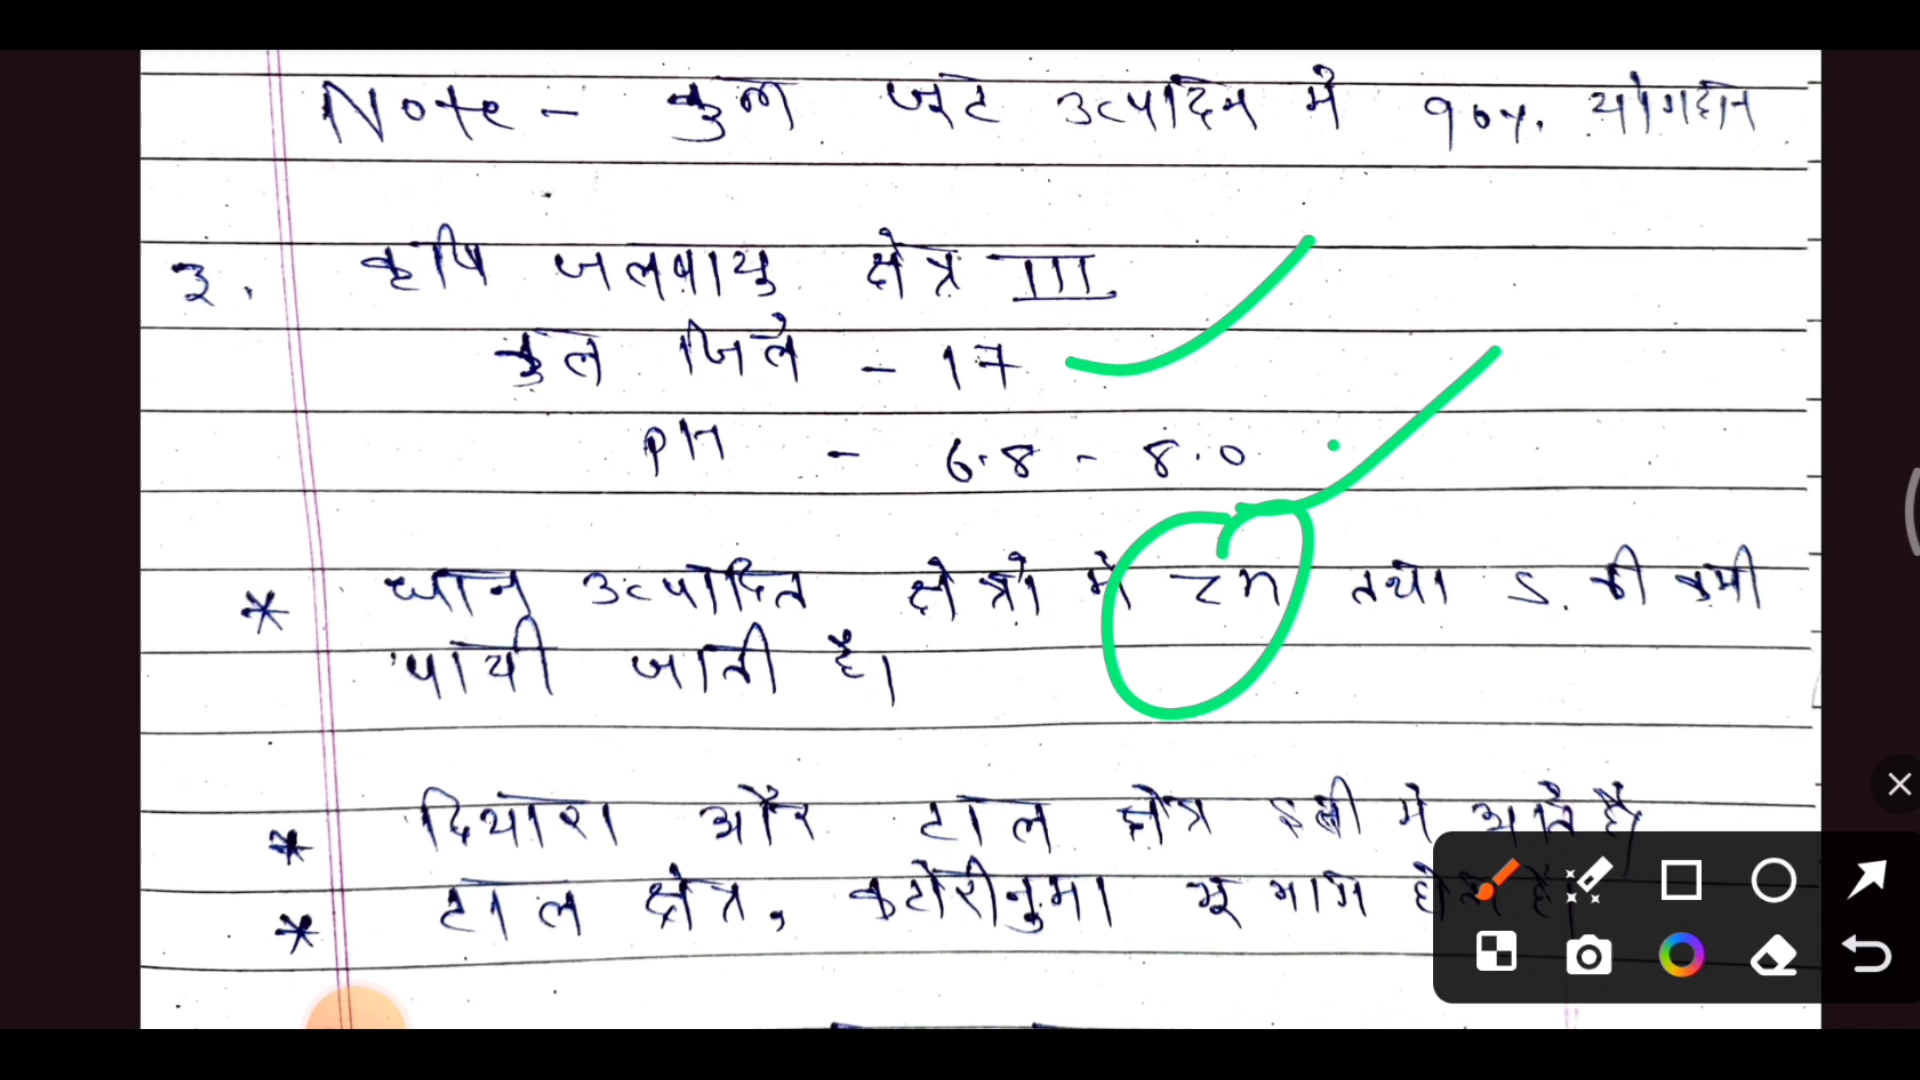 Note - कुल जूट उत्पादन में 90%. योगदान
3. कृषि जलवायु क्षेत्र III
कुल जिले - 17
PH - 6.8 - 8.0
* धान उत्पादित क्षेत्रों में Zn तथा S. की कमी
पायी जाती है।
* दियारा और टाल क्षेत्र इसी में आते है,
* टाल क्षेत्र, कटोरीनुमा भू भाग होता है।